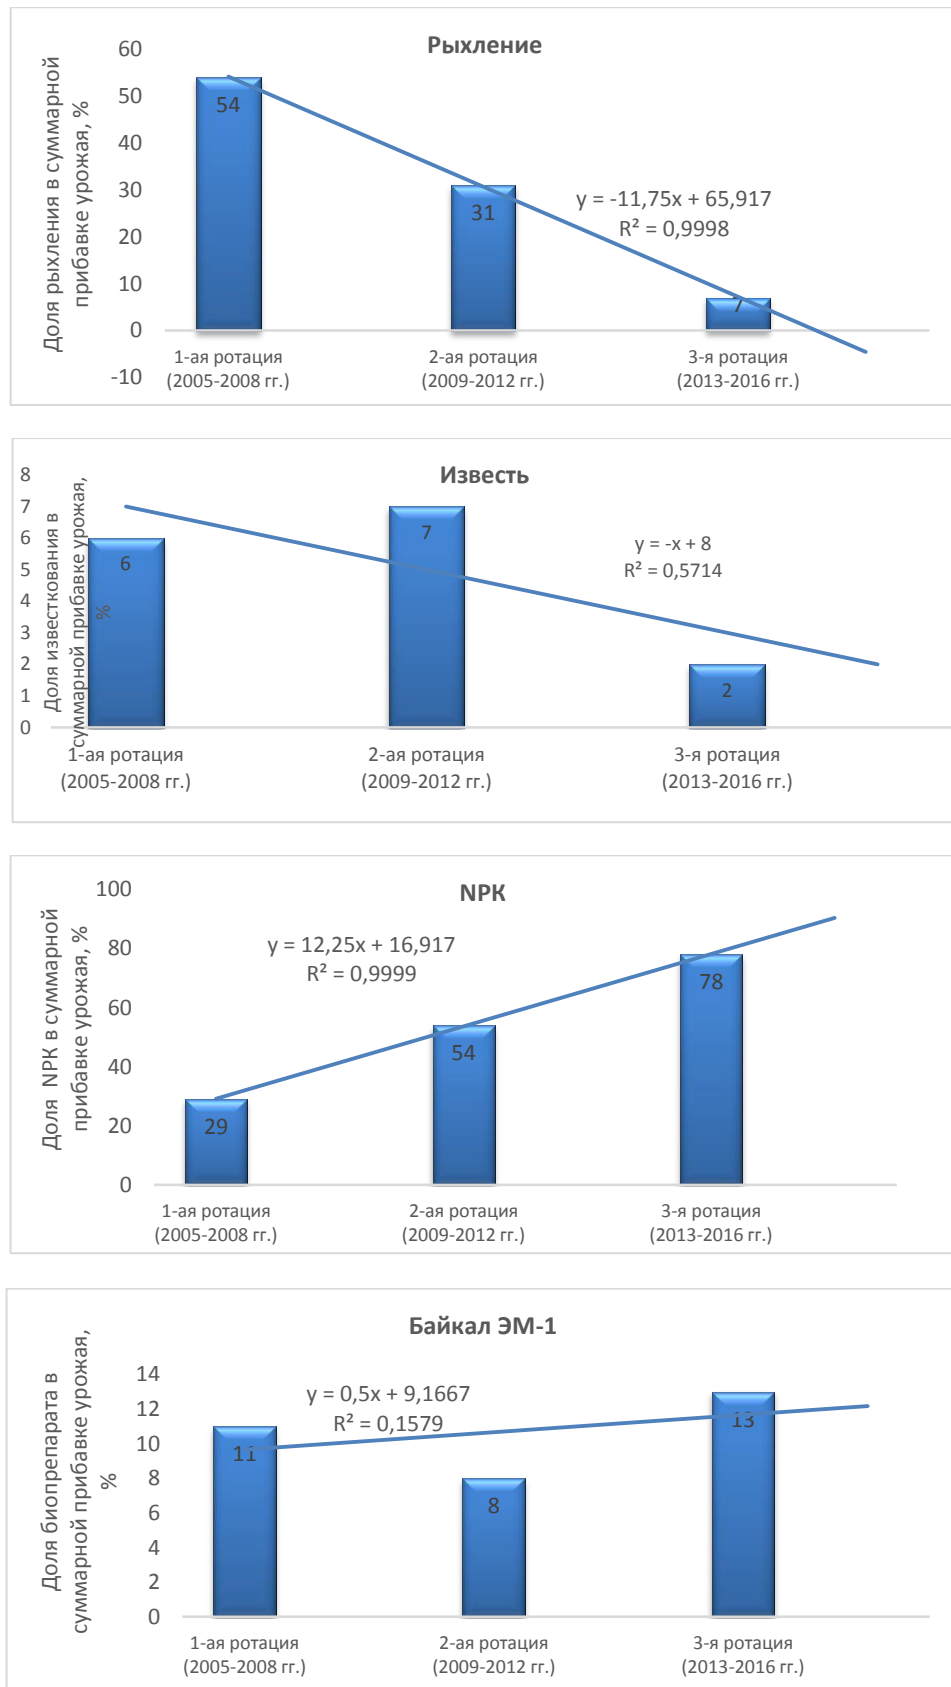 Рыхление
Доля рыхления в суммарной
прибавке урожая, %
60
50
40
30
20
10
0
-10
54
31
7
y = -11,75x + 65,917
R² = 0,9998
1-ая ротация
(2005-2008 гг.)
2-ая ротация
(2009-2012 гг.)
3-я ротация
(2013-2016 гг.)
Известь
Доля известкования в
суммарной прибавке урожая,
%
8
7
6
5
4
3
2
1
0
6
7
2
y = -x + 8
R² = 0,5714
1-ая ротация
(2005-2008 гг.)
2-ая ротация
(2009-2012 гг.)
3-я ротация
(2013-2016 гг.)
NPК
Доля NPК в суммарной
прибавке урожая, %
100
80
60
40
20
0
29
54
78
y = 12,25x + 16,917
R² = 0,9999
1-ая ротация
(2005-2008 гг.)
2-ая ротация
(2009-2012 гг.)
3-я ротация
(2013-2016 гг.)
Байкал ЭМ-1
Доля биопрепарата в
суммарной прибавке урожая,
%
14
12
10
8
6
4
2
0
11
8
13
y = 0,5x + 9,1667
R² = 0,1579
1-ая ротация
(2005-2008 гг.)
2-ая ротация
(2009-2012 гг.)
3-я ротация
(2013-2016 гг.)